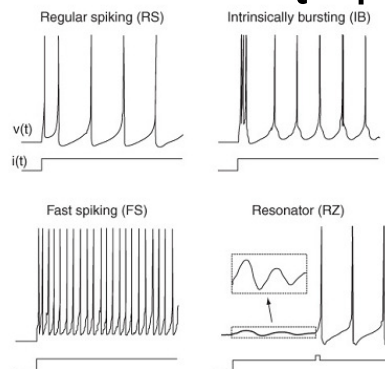 Regular spiking (RS)
Intrinsically bursting (IB)
v(t)
i(t)
Fast spiking (FS)
Resonator (RZ)